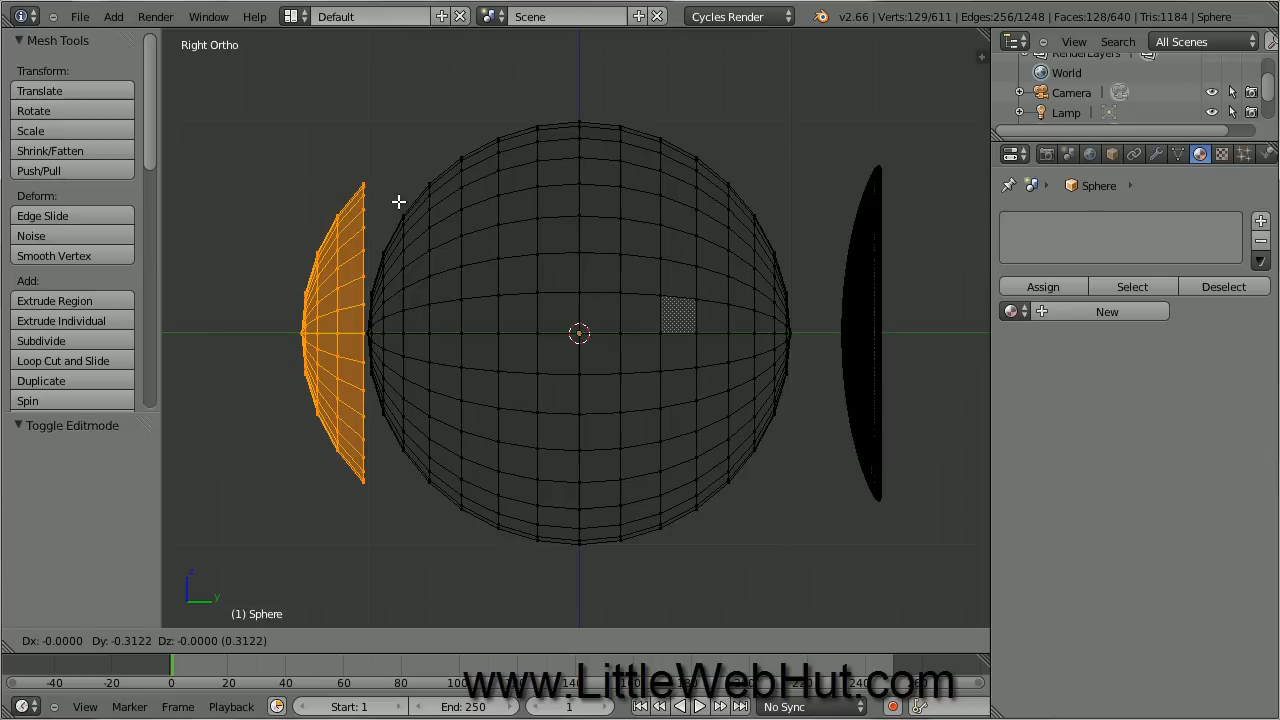 File Add Render Window Help Default Scene Cycles Render v2.66 | Verts:129/611 | Edges:256/1248 | Faces:128/640 | Tris:1184 | Sphere
Mesh Tools
Transform:
Translate
Rotate
Scale
Shrink/Fatten
Push/Pull
Deform:
Edge Slide
Noise
Smooth Vertex
Add:
Extrude Region
Extrude Individual
Subdivide
Loop Cut and Slide
Duplicate
Spin
Toggle Editmode
Right Ortho
z
y
(1) Sphere
View Search All Scenes
RenderLayers
World
Camera
Lamp
Sphere
Assign Select Deselect
New
Dx: -0.0000 Dy: -0.3122 Dz: -0.0000 (0.3122)
-40 -20 0 20 40 60 80 100 140 260
www.LittleWebHut.com
View Marker Frame Playback Start: 1 End: 250 1 No Sync